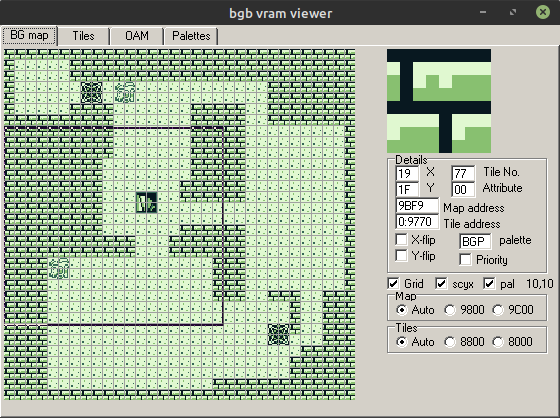 bgb vram viewer
BG map Tiles OAM Palettes
Details
19 X 77 Tile No.
1F Y 00 Attribute
9BF9 Map address
0:9770 Tile address
X-flip BGP palette
Y-flip Priority
Grid scyx pal 10,10
Map
Auto 9800 9C00
Tiles
Auto 8800 8000